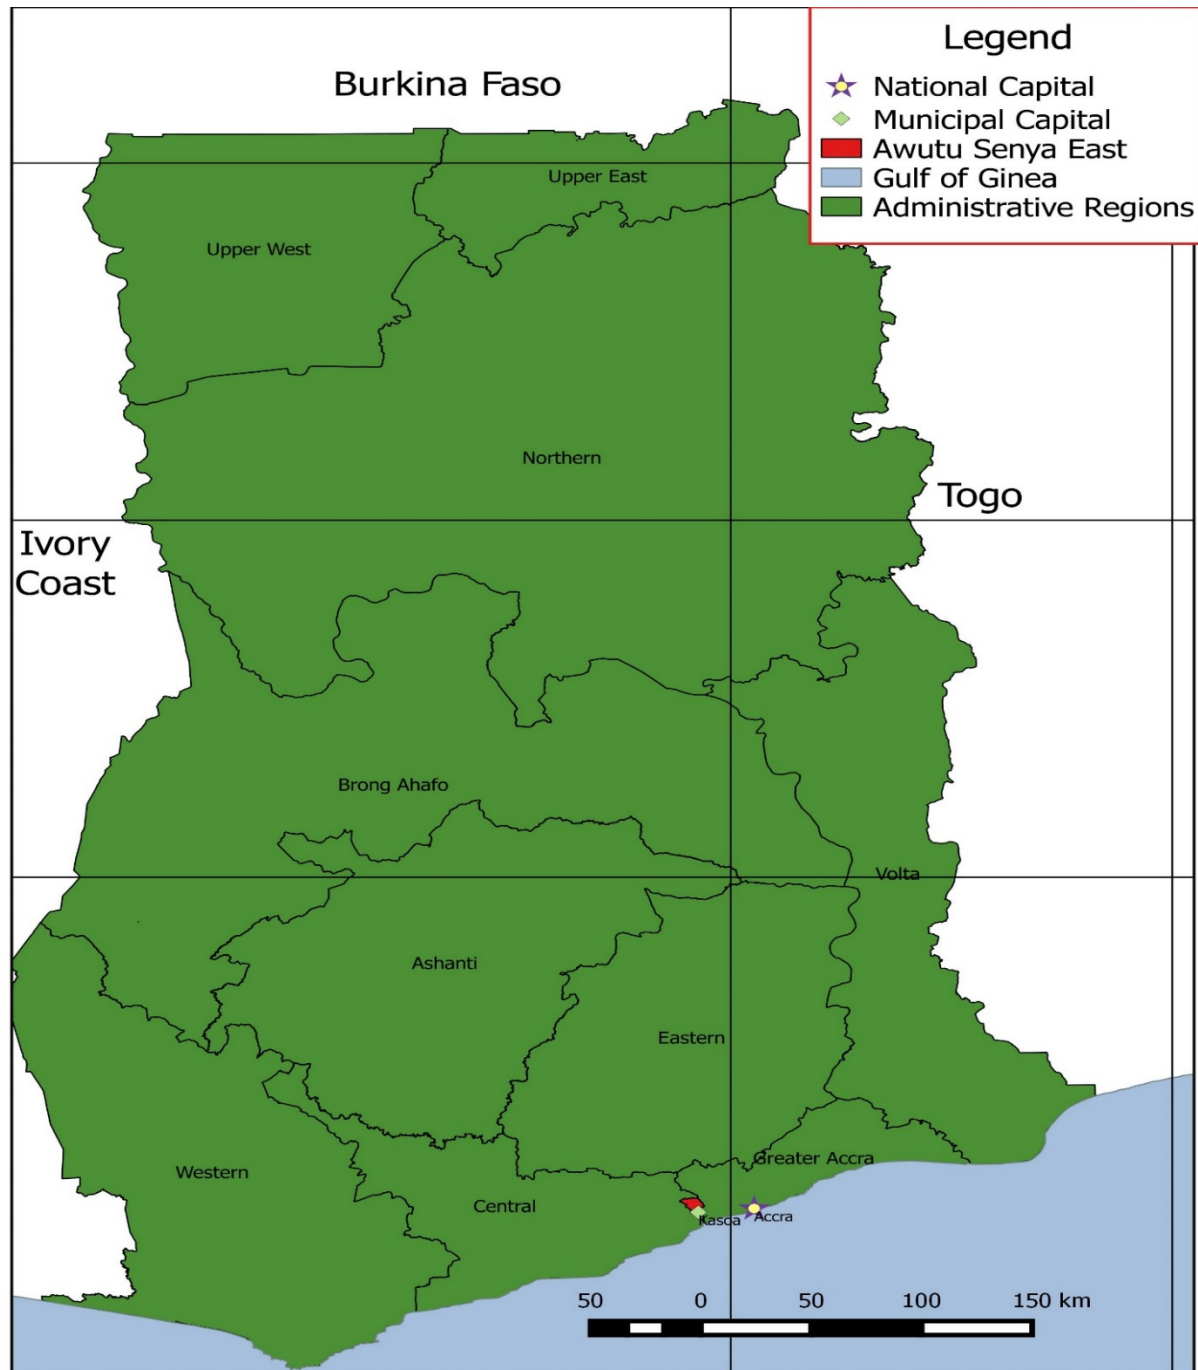 Legend
National Capital
Municipal Capital
Awutu Senya East
Gulf of Ginea
Administrative Regions
Burkina Faso
Upper East
Upper West
Northern
Togo
Ivory
Coast
Brong Ahafo
Volta
Ashanti
Eastern
Greater Accra
Western
Central
Kasoa
Accra
50 0 50 100 150 km